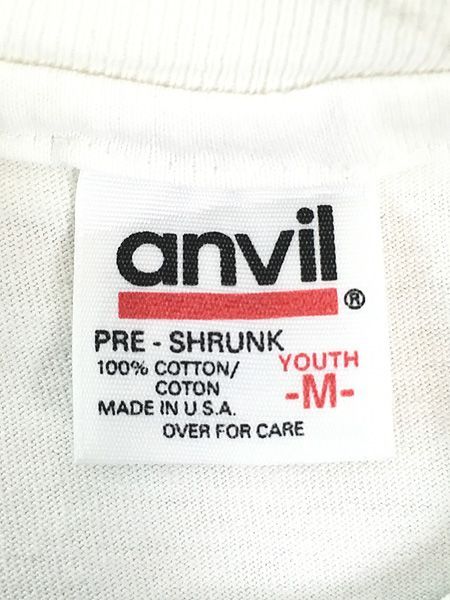 anvil
®
PRE - SHRUNK
100% COTTON/
COTON
YOUTH
-M-
MADE IN U.S.A.
OVER FOR CARE